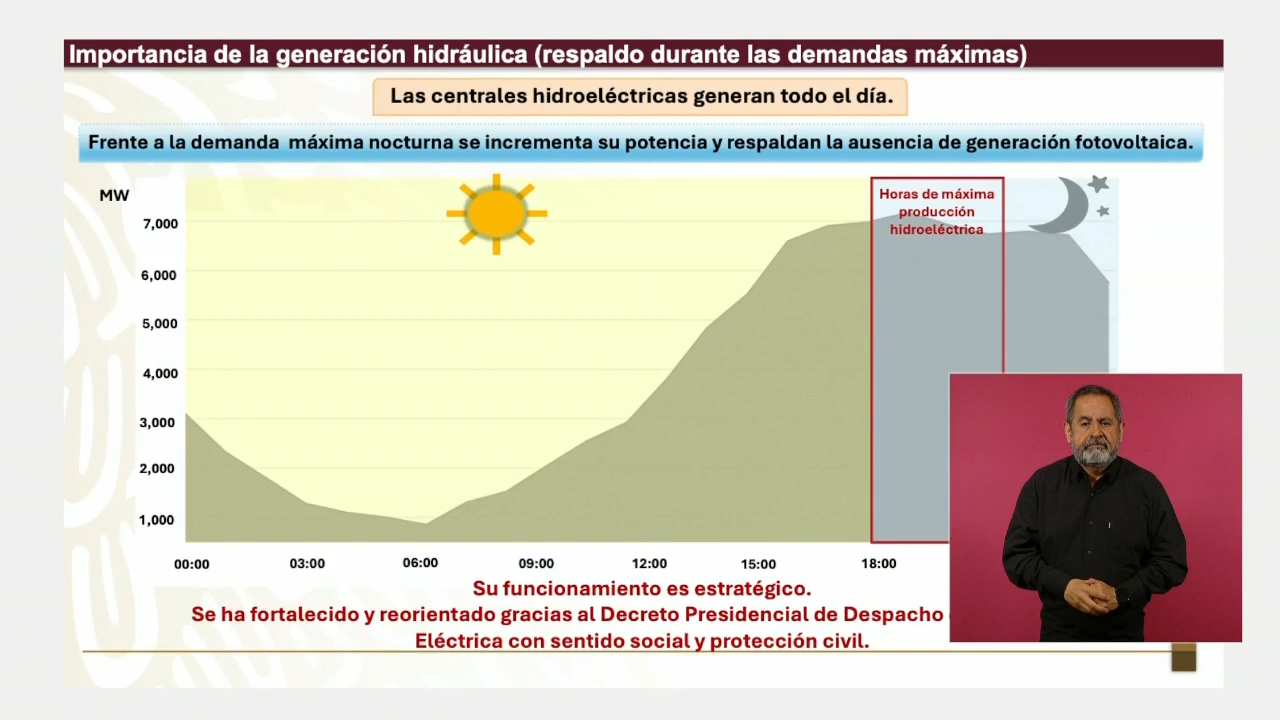 Importancia de la generación hidráulica (respaldo durante las demandas máximas)
Las centrales hidroeléctricas generan todo el día.
Frente a la demanda máxima nocturna se incrementa su potencia y respaldan la ausencia de generación fotovoltaica.
MW
Horas de máxima
producción
hidroeléctrica
7,000
6,000
5,000
4,000
3,000
2,000
1,000
00:00 03:00 06:00 09:00 12:00 15:00 18:00
Su funcionamiento es estratégico.
Se ha fortalecido y reorientado gracias al Decreto Presidencial de Despacho
Eléctrica con sentido social y protección civil.